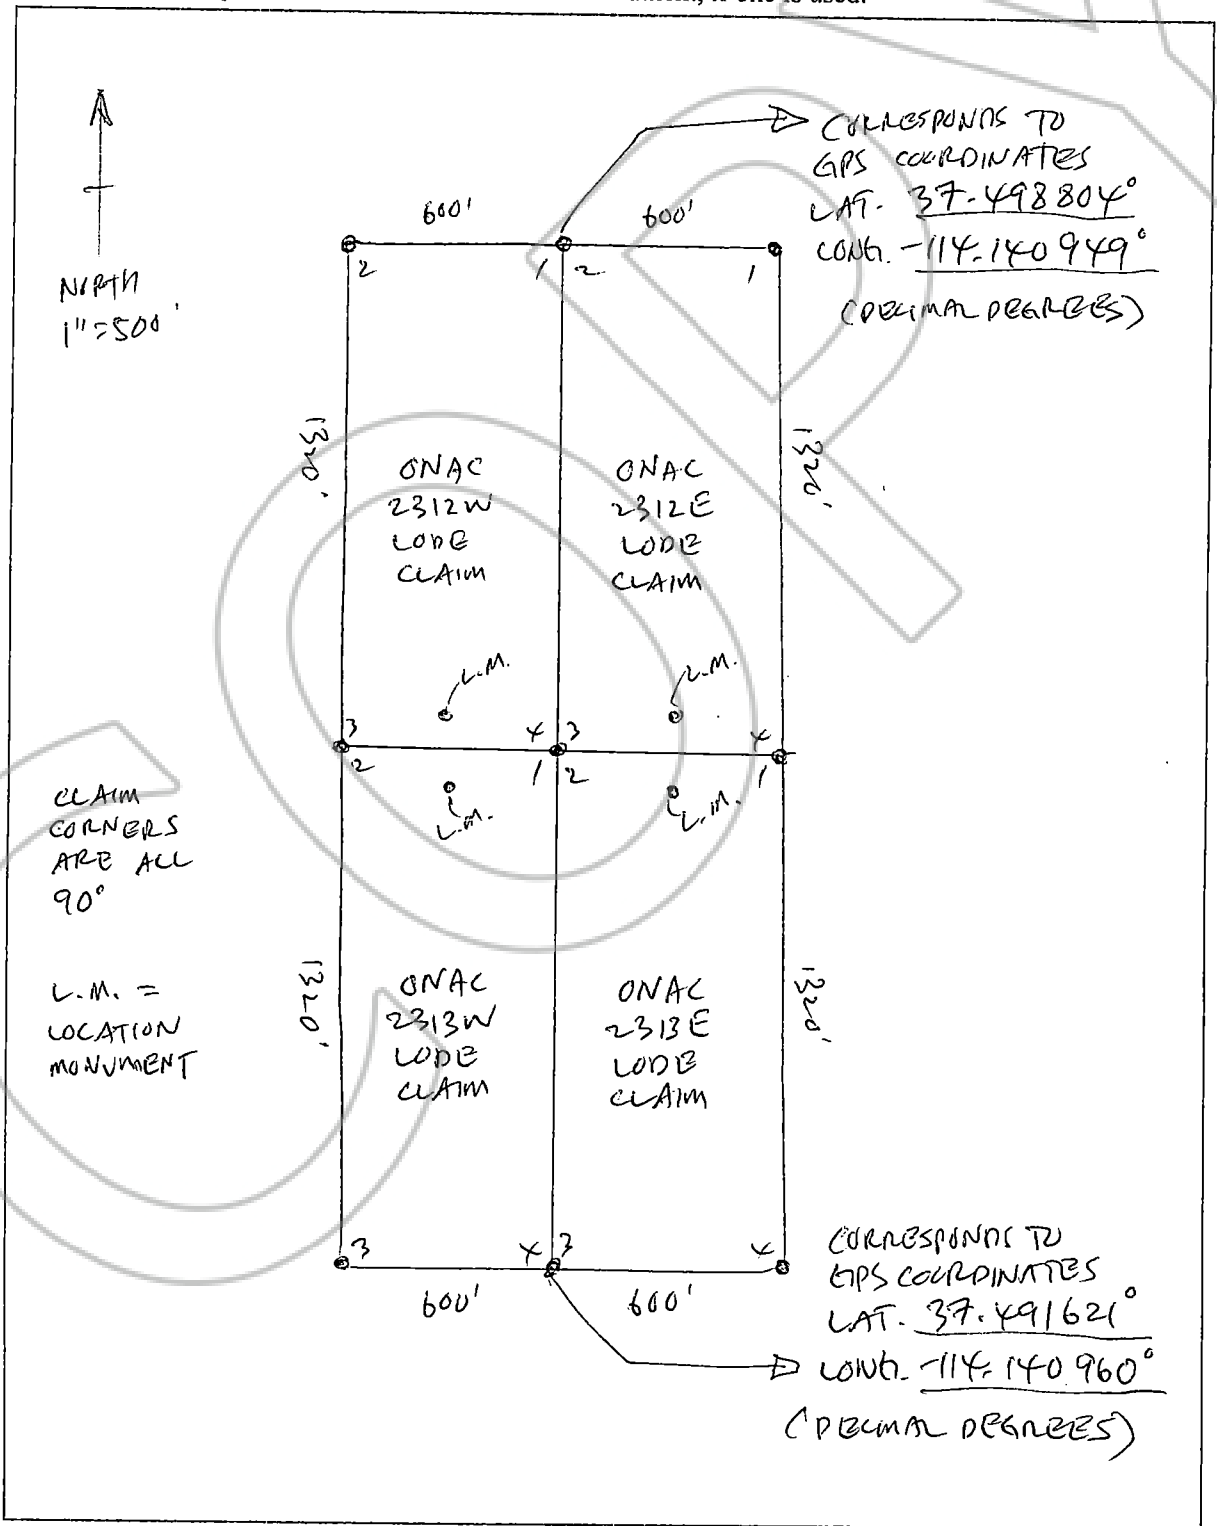 is used.
CORRESPONDS TO
GPS COORDINATES
LAT. 37.498804°
LONG. -114.140949°
(DECIMAL DEGREES)
NORTH
1"=500'
600'
600'
2
1
2
1
1320'
1320'
ONAC
2312W
LODE
CLAIM
ONAC
2312E
LODE
CLAIM
L.M.
L.M.
3
4
3
4
2
1
2
1
L.M.
L.M.
CLAIM
CORNERS
ARE ALL
90°
L.M. =
LOCATION
MONUMENT
1320'
1320'
ONAC
2313W
LODE
CLAIM
ONAC
2313E
LODE
CLAIM
3
4
3
4
600'
600'
CORRESPONDS TO
GPS COORDINATES
LAT. 37.491621°
LONG. -114.140960°
(DECIMAL DEGREES)
COPY